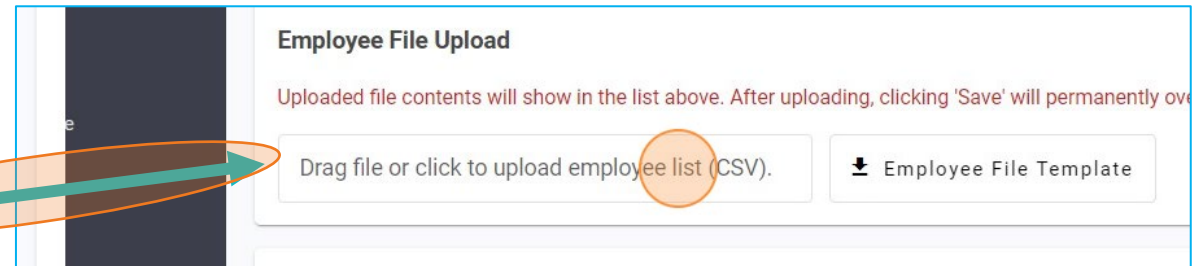 Employee File Upload
Uploaded file contents will show in the list above. After uploading, clicking 'Save' will permanently ov
e
Drag file or click to upload employee list (CSV).
Employee File Template